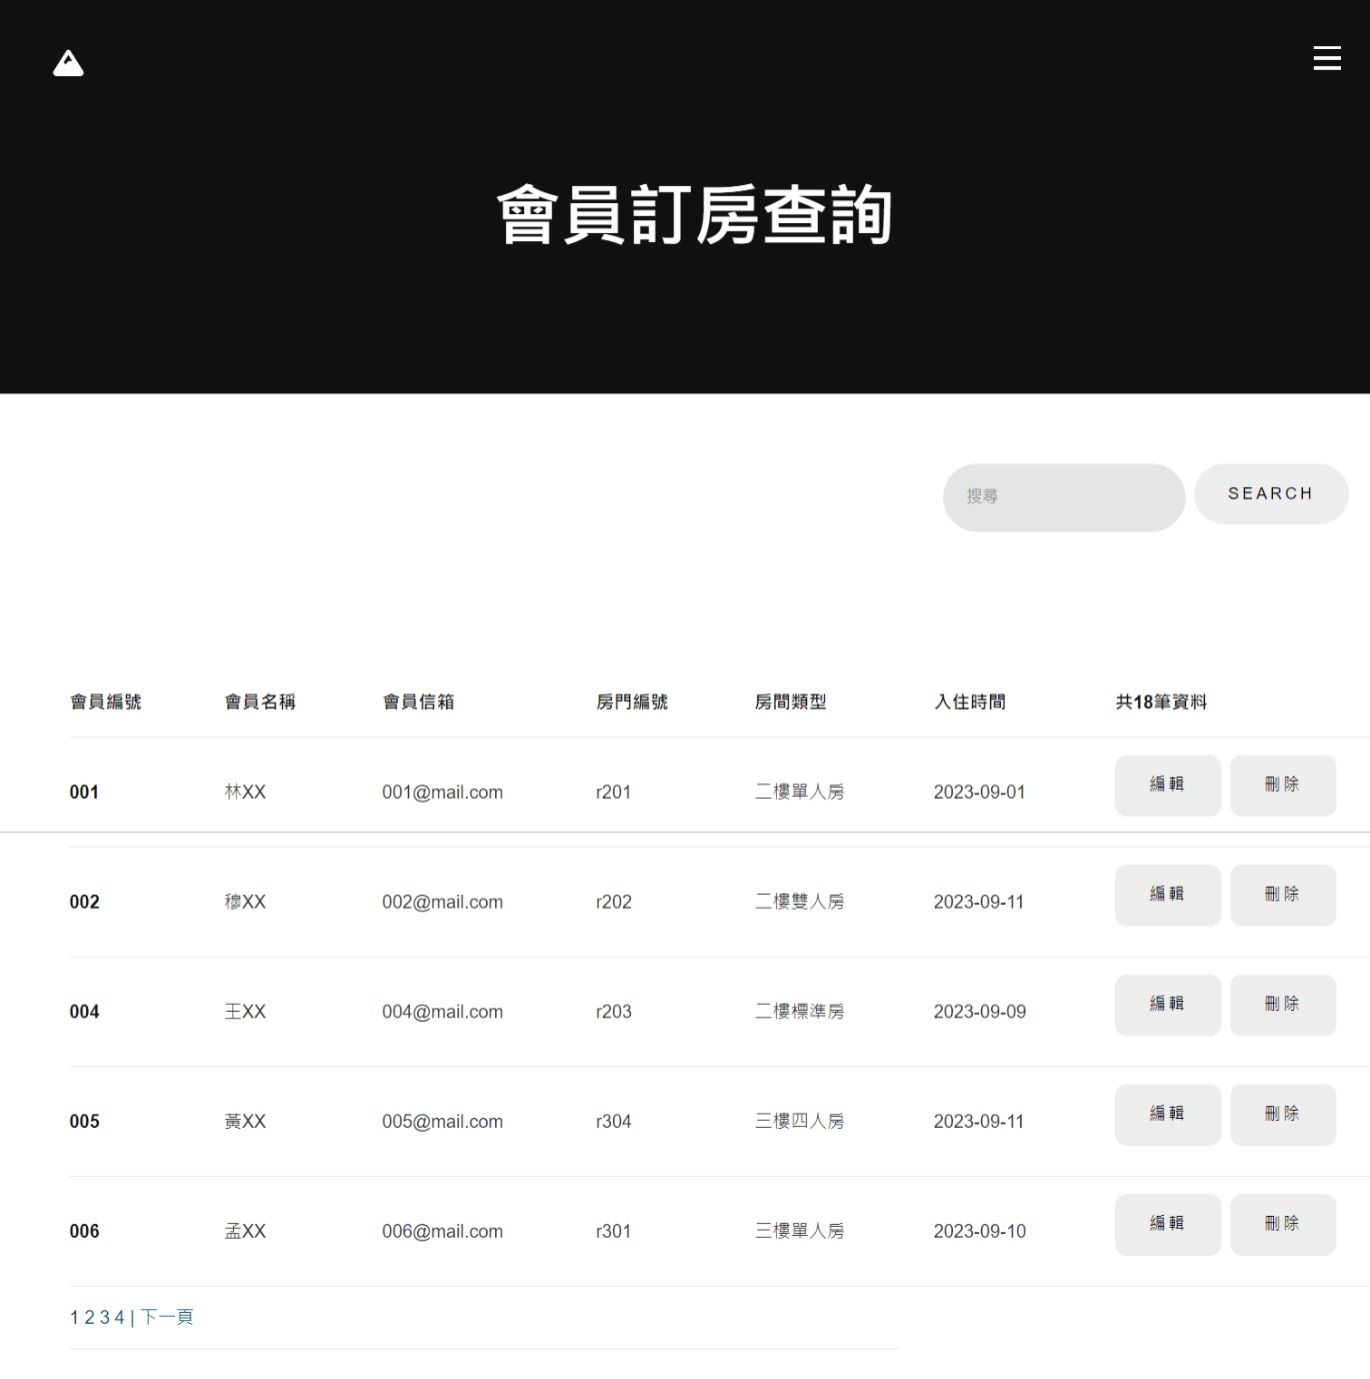 會員訂房查詢
搜尋 SEARCH
會員編號 會員名稱 會員信箱 房門編號 房間類型 入住時間 共18筆資料
001 林XX 001@mail.com r201 二樓單人房 2023-09-01 編輯 刪除
002 穆XX 002@mail.com r202 二樓雙人房 2023-09-11 編輯 刪除
004 王XX 004@mail.com r203 二樓標準房 2023-09-09 編輯 刪除
005 黃XX 005@mail.com r304 三樓四人房 2023-09-11 編輯 刪除
006 孟XX 006@mail.com r301 三樓單人房 2023-09-10 編輯 刪除
1 2 3 4 | 下一頁